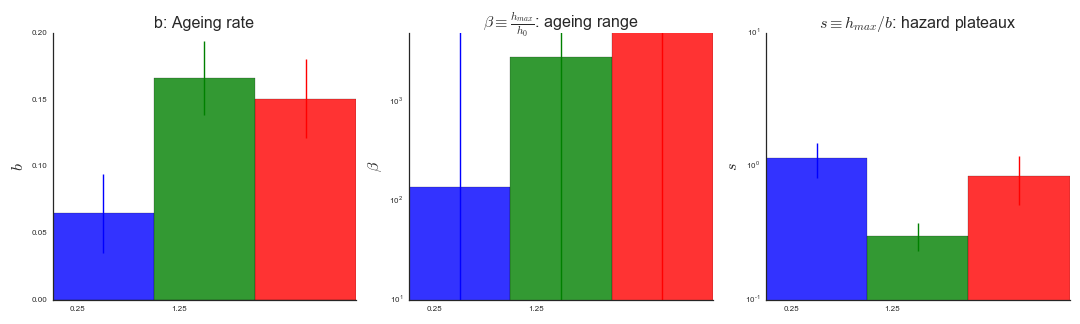 b: Ageing rate
0.20
0.15
0.10
0.05
0.00
b
0.25 1.25
β ≡ h_max/h_0: ageing range
10^3
10^2
10^1
β
0.25 1.25
s ≡ h_max/b: hazard plateaux
10^1
10^0
10^-1
s
0.25 1.25